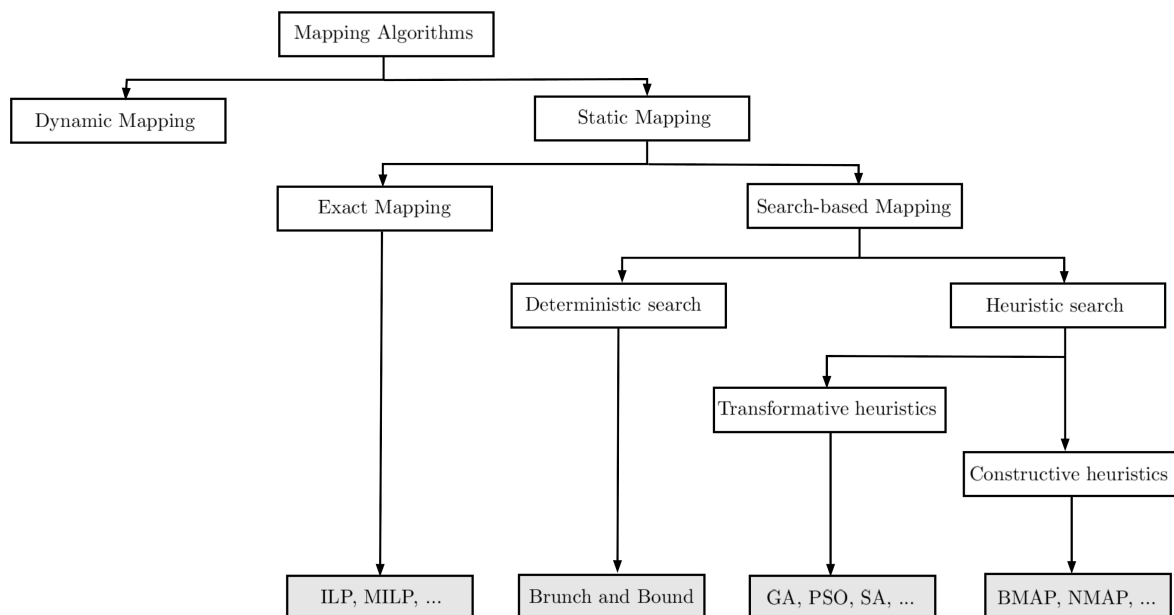 Mapping Algorithms
Dynamic Mapping
Static Mapping
Exact Mapping
Search-based Mapping
Deterministic search
Heuristic search
Transformative heuristics
Constructive heuristics
ILP, MILP, ...
Brunch and Bound
GA, PSO, SA, ...
BMAP, NMAP, ...